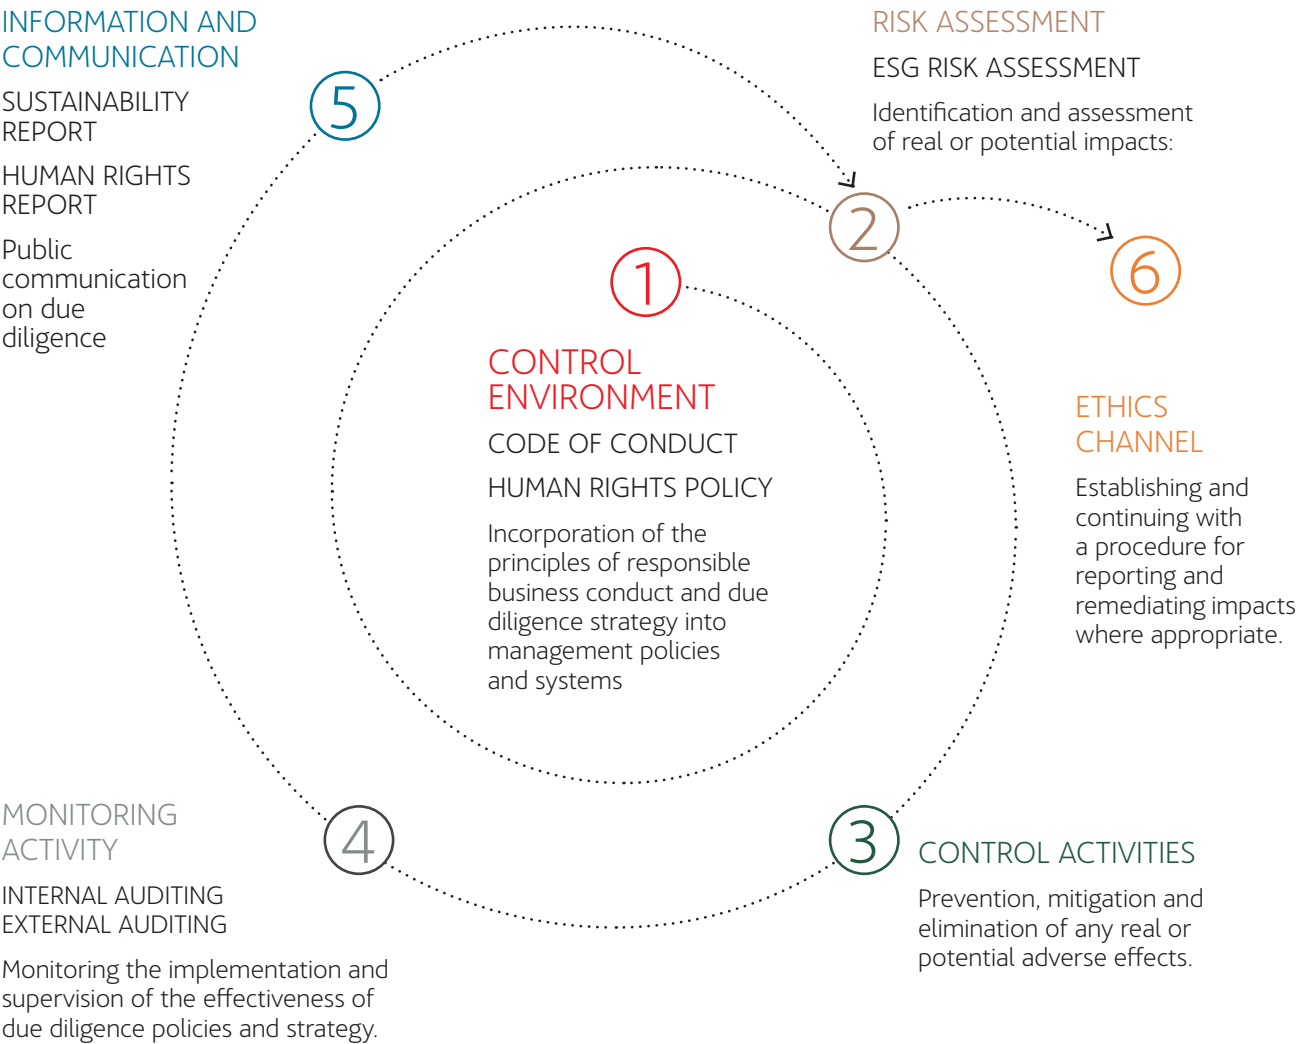 INFORMATION AND
COMMUNICATION
SUSTAINABILITY
REPORT
HUMAN RIGHTS
REPORT
Public
communication
on due
diligence
5
RISK ASSESSMENT
ESG RISK ASSESSMENT
Identification and assessment
of real or potential impacts:
2
1
CONTROL
ENVIRONMENT
CODE OF CONDUCT
HUMAN RIGHTS POLICY
Incorporation of the
principles of responsible
business conduct and due
diligence strategy into
management policies
and systems
6
ETHICS
CHANNEL
Establishing and
continuing with
a procedure for
reporting and
remediating impacts
where appropriate.
MONITORING
ACTIVITY
INTERNAL AUDITING
EXTERNAL AUDITING
Monitoring the implementation and
supervision of the effectiveness of
due diligence policies and strategy.
4
3
CONTROL ACTIVITIES
Prevention, mitigation and
elimination of any real or
potential adverse effects.